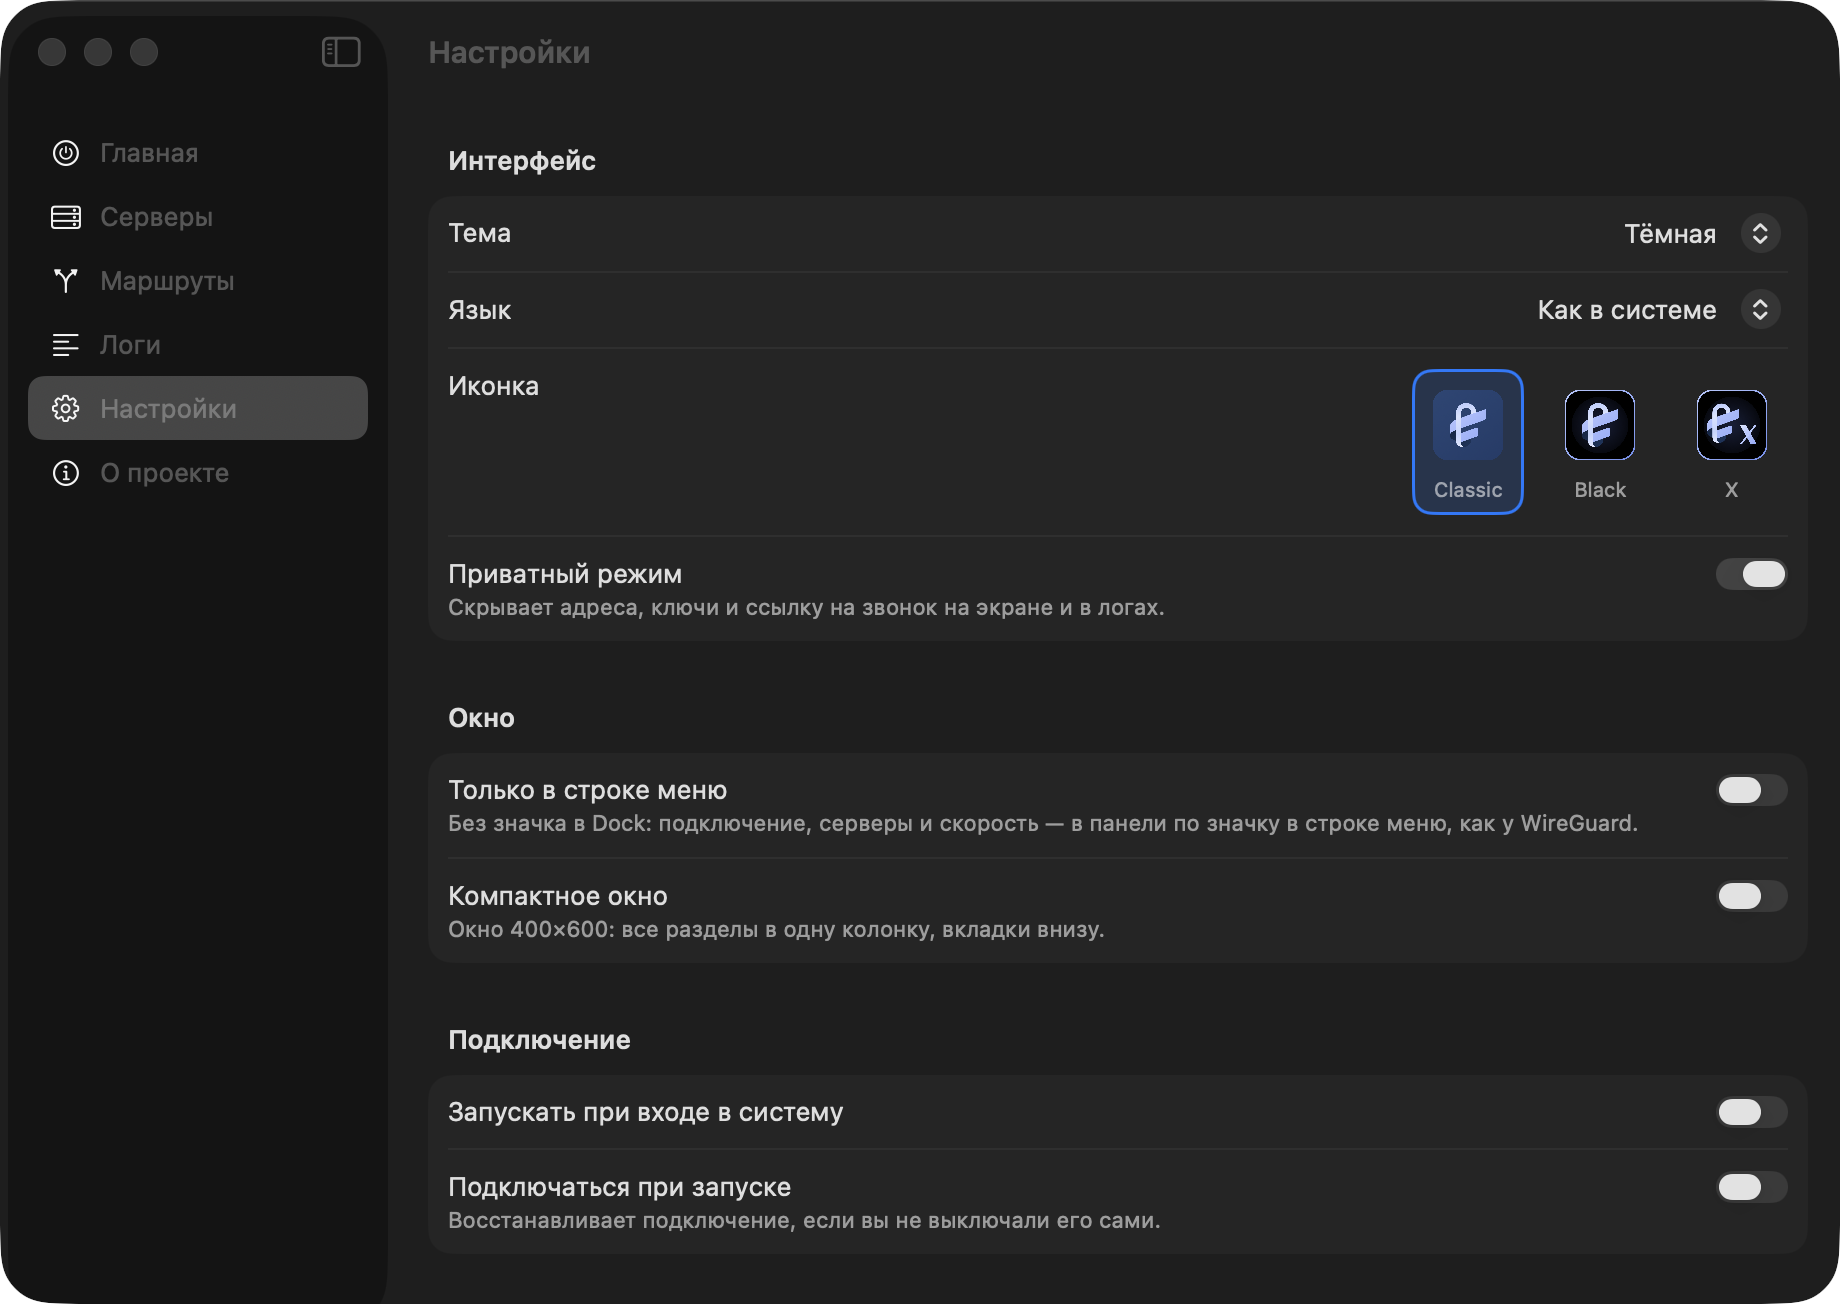 Настройки
Главная
Серверы
Маршруты
Логи
Настройки
О проекте
Интерфейс
Тема
Тёмная
Язык
Как в системе
Иконка
Classic
Black
X
X
Приватный режим
Скрывает адреса, ключи и ссылку на звонок на экране и в логах.
Окно
Только в строке меню
Без значка в Dock: подключение, серверы и скорость — в панели по значку в строке меню, как у WireGuard.
Компактное окно
Окно 400×600: все разделы в одну колонку, вкладки внизу.
Подключение
Запускать при входе в систему
Подключаться при запуске
Восстанавливает подключение, если вы не выключали его сами.